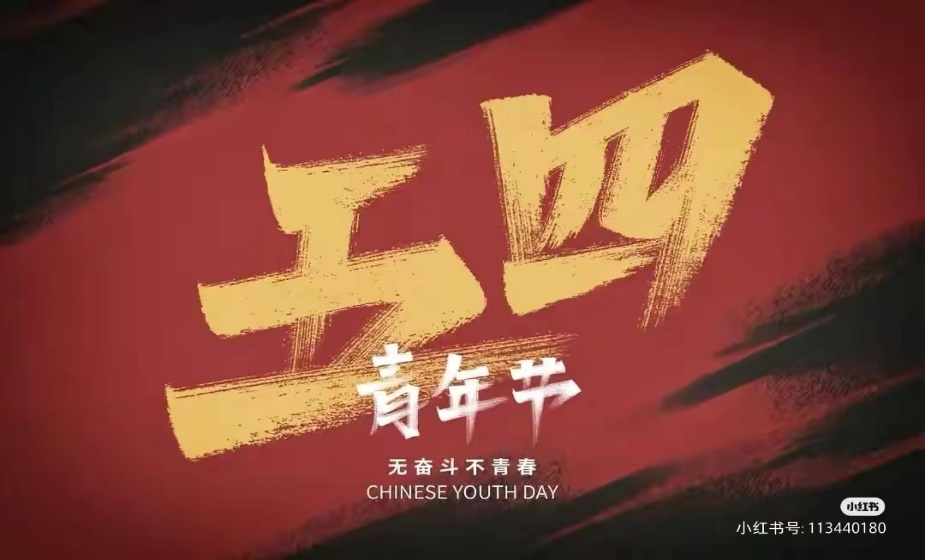 五四
青年节
无奋斗不青春
CHINESE YOUTH DAY
小红书
小红书号: 113440180